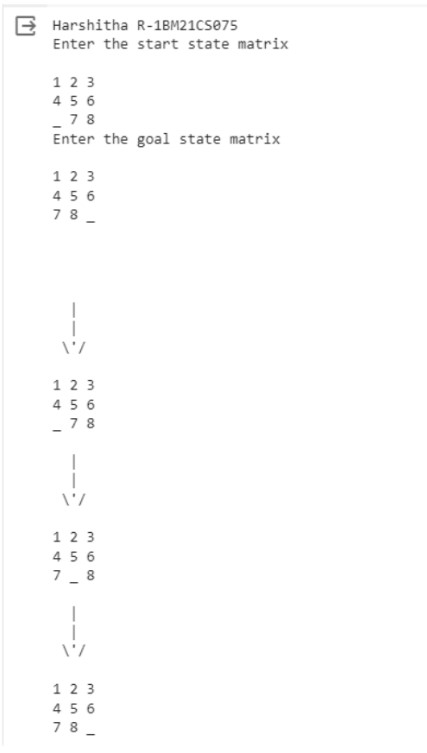 Harshitha R-1BM21CS075
Enter the start state matrix
1 2 3
4 5 6
_ 7 8
Enter the goal state matrix
1 2 3
4 5 6
7 8 _
|
|
\'/
1 2 3
4 5 6
_ 7 8
|
|
\'/
1 2 3
4 5 6
7 _ 8
|
|
\'/
1 2 3
4 5 6
7 8 _